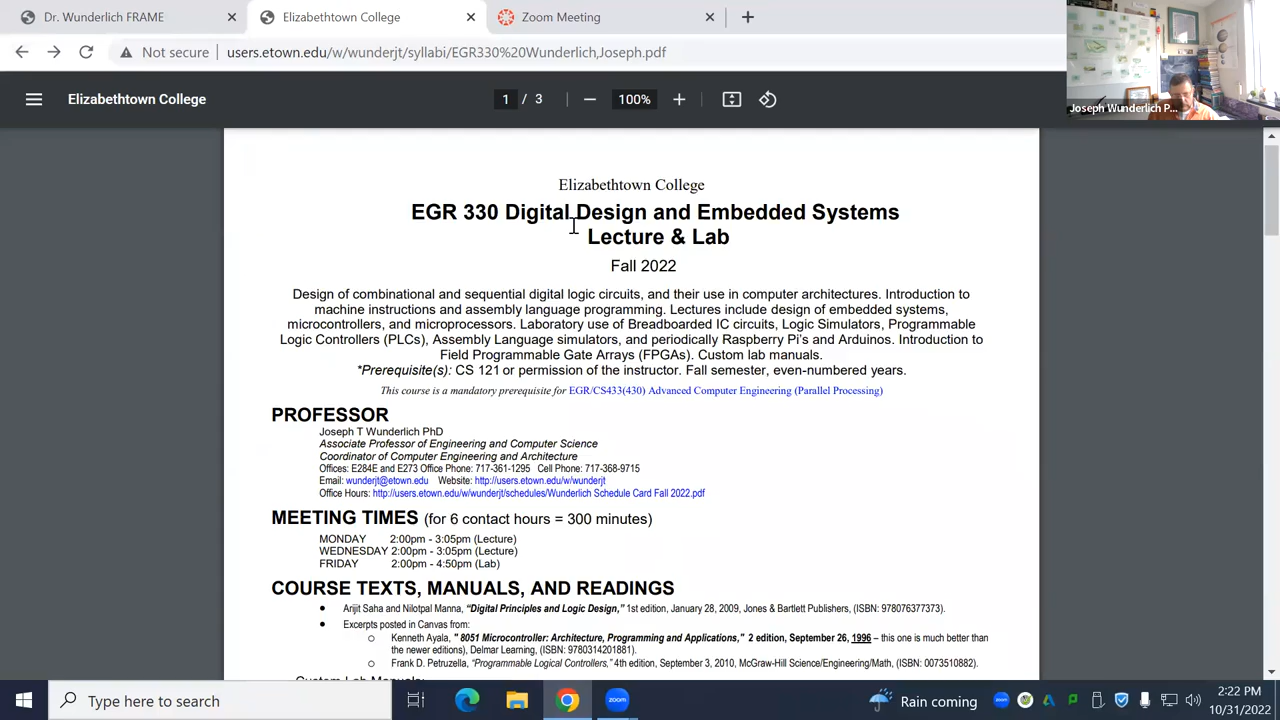 Dr. Wunderlich FRAME
Elizabethtown College
Zoom Meeting
Not secure
users.etown.edu/w/wunderjt/syllabi/EGR330%20Wunderlich,Joseph.pdf
Joseph Wunderlich P...
Elizabethtown College
1 / 3
100%
Elizabethtown College
EGR 330 Digital Design and Embedded Systems
Lecture & Lab
Fall 2022
Design of combinational and sequential digital logic circuits, and their use in computer architectures. Introduction to
machine instructions and assembly language programming. Lectures include design of embedded systems,
microcontrollers, and microprocessors. Laboratory use of Breadboarded IC circuits, Logic Simulators, Programmable
Logic Controllers (PLCs), Assembly Language simulators, and periodically Raspberry Pi's and Arduinos. Introduction to
Field Programmable Gate Arrays (FPGAs). Custom lab manuals.
*Prerequisite(s): CS 121 or permission of the instructor. Fall semester, even-numbered years.
This course is a mandatory prerequisite for EGR/CS433(430) Advanced Computer Engineering (Parallel Processing)
PROFESSOR
Joseph T Wunderlich PhD
Associate Professor of Engineering and Computer Science
Coordinator of Computer Engineering and Architecture
Offices: E284E and E273 Office Phone: 717-361-1295 Cell Phone: 717-368-9715
Email: wunderjt@etown.edu Website: http://users.etown.edu/w/wunderjt
Office Hours: http://users.etown.edu/w/wunderjt/schedules/Wunderlich Schedule Card Fall 2022.pdf
MEETING TIMES (for 6 contact hours = 300 minutes)
MONDAY 2:00pm - 3:05pm (Lecture)
WEDNESDAY 2:00pm - 3:05pm (Lecture)
FRIDAY 2:00pm - 4:50pm (Lab)
COURSE TEXTS, MANUALS, AND READINGS
• Arijit Saha and Nilotpal Manna, "Digital Principles and Logic Design," 1st edition, January 28, 2009, Jones & Bartlett Publishers, (ISBN: 978076377373).
• Excerpts posted in Canvas from:
o Kenneth Ayala, " 8051 Microcontroller: Architecture, Programming and Applications," 2 edition, September 26, 1996 – this one is much better than
the newer editions), Delmar Learning, (ISBN: 9780314201881).
o Frank D. Petruzella, "Programmable Logical Controllers," 4th edition, September 3, 2010, McGraw-Hill Science/Engineering/Math, (ISBN: 0073510882).
Custom Lab Manuals:
Type here to search
zoom
Rain coming
zoom
2:22 PM
10/31/2022